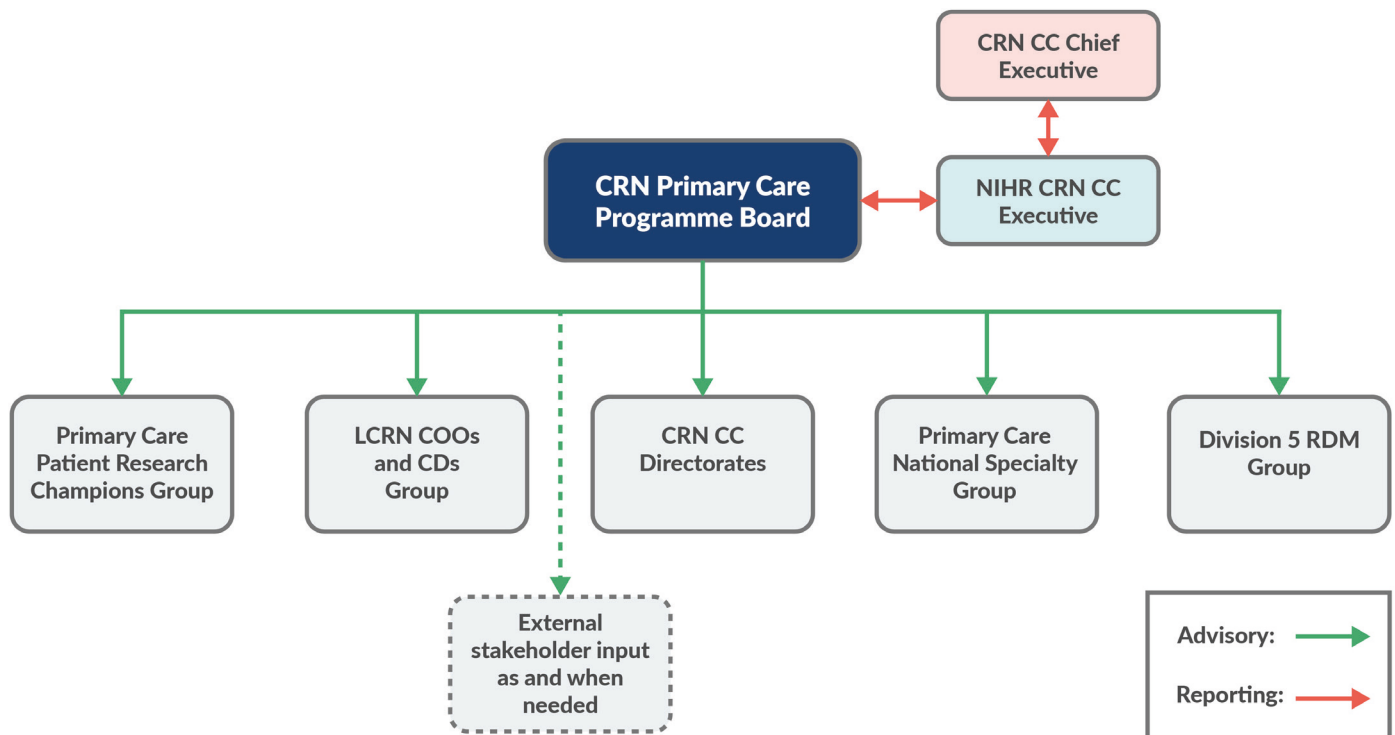 CRN CC Chief
Executive
CRN Primary Care
Programme Board
NIHR CRN CC
Executive
Primary Care
Patient Research
Champions Group
LCRN COOs
and CDs
Group
CRN CC
Directorates
Primary Care
National Specialty
Group
Division 5 RDM
Group
External
stakeholder input
as and when
needed
Advisory:
Reporting: